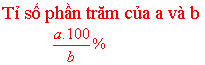 Tỉ số phần trăm của a và b
a.100
b
%